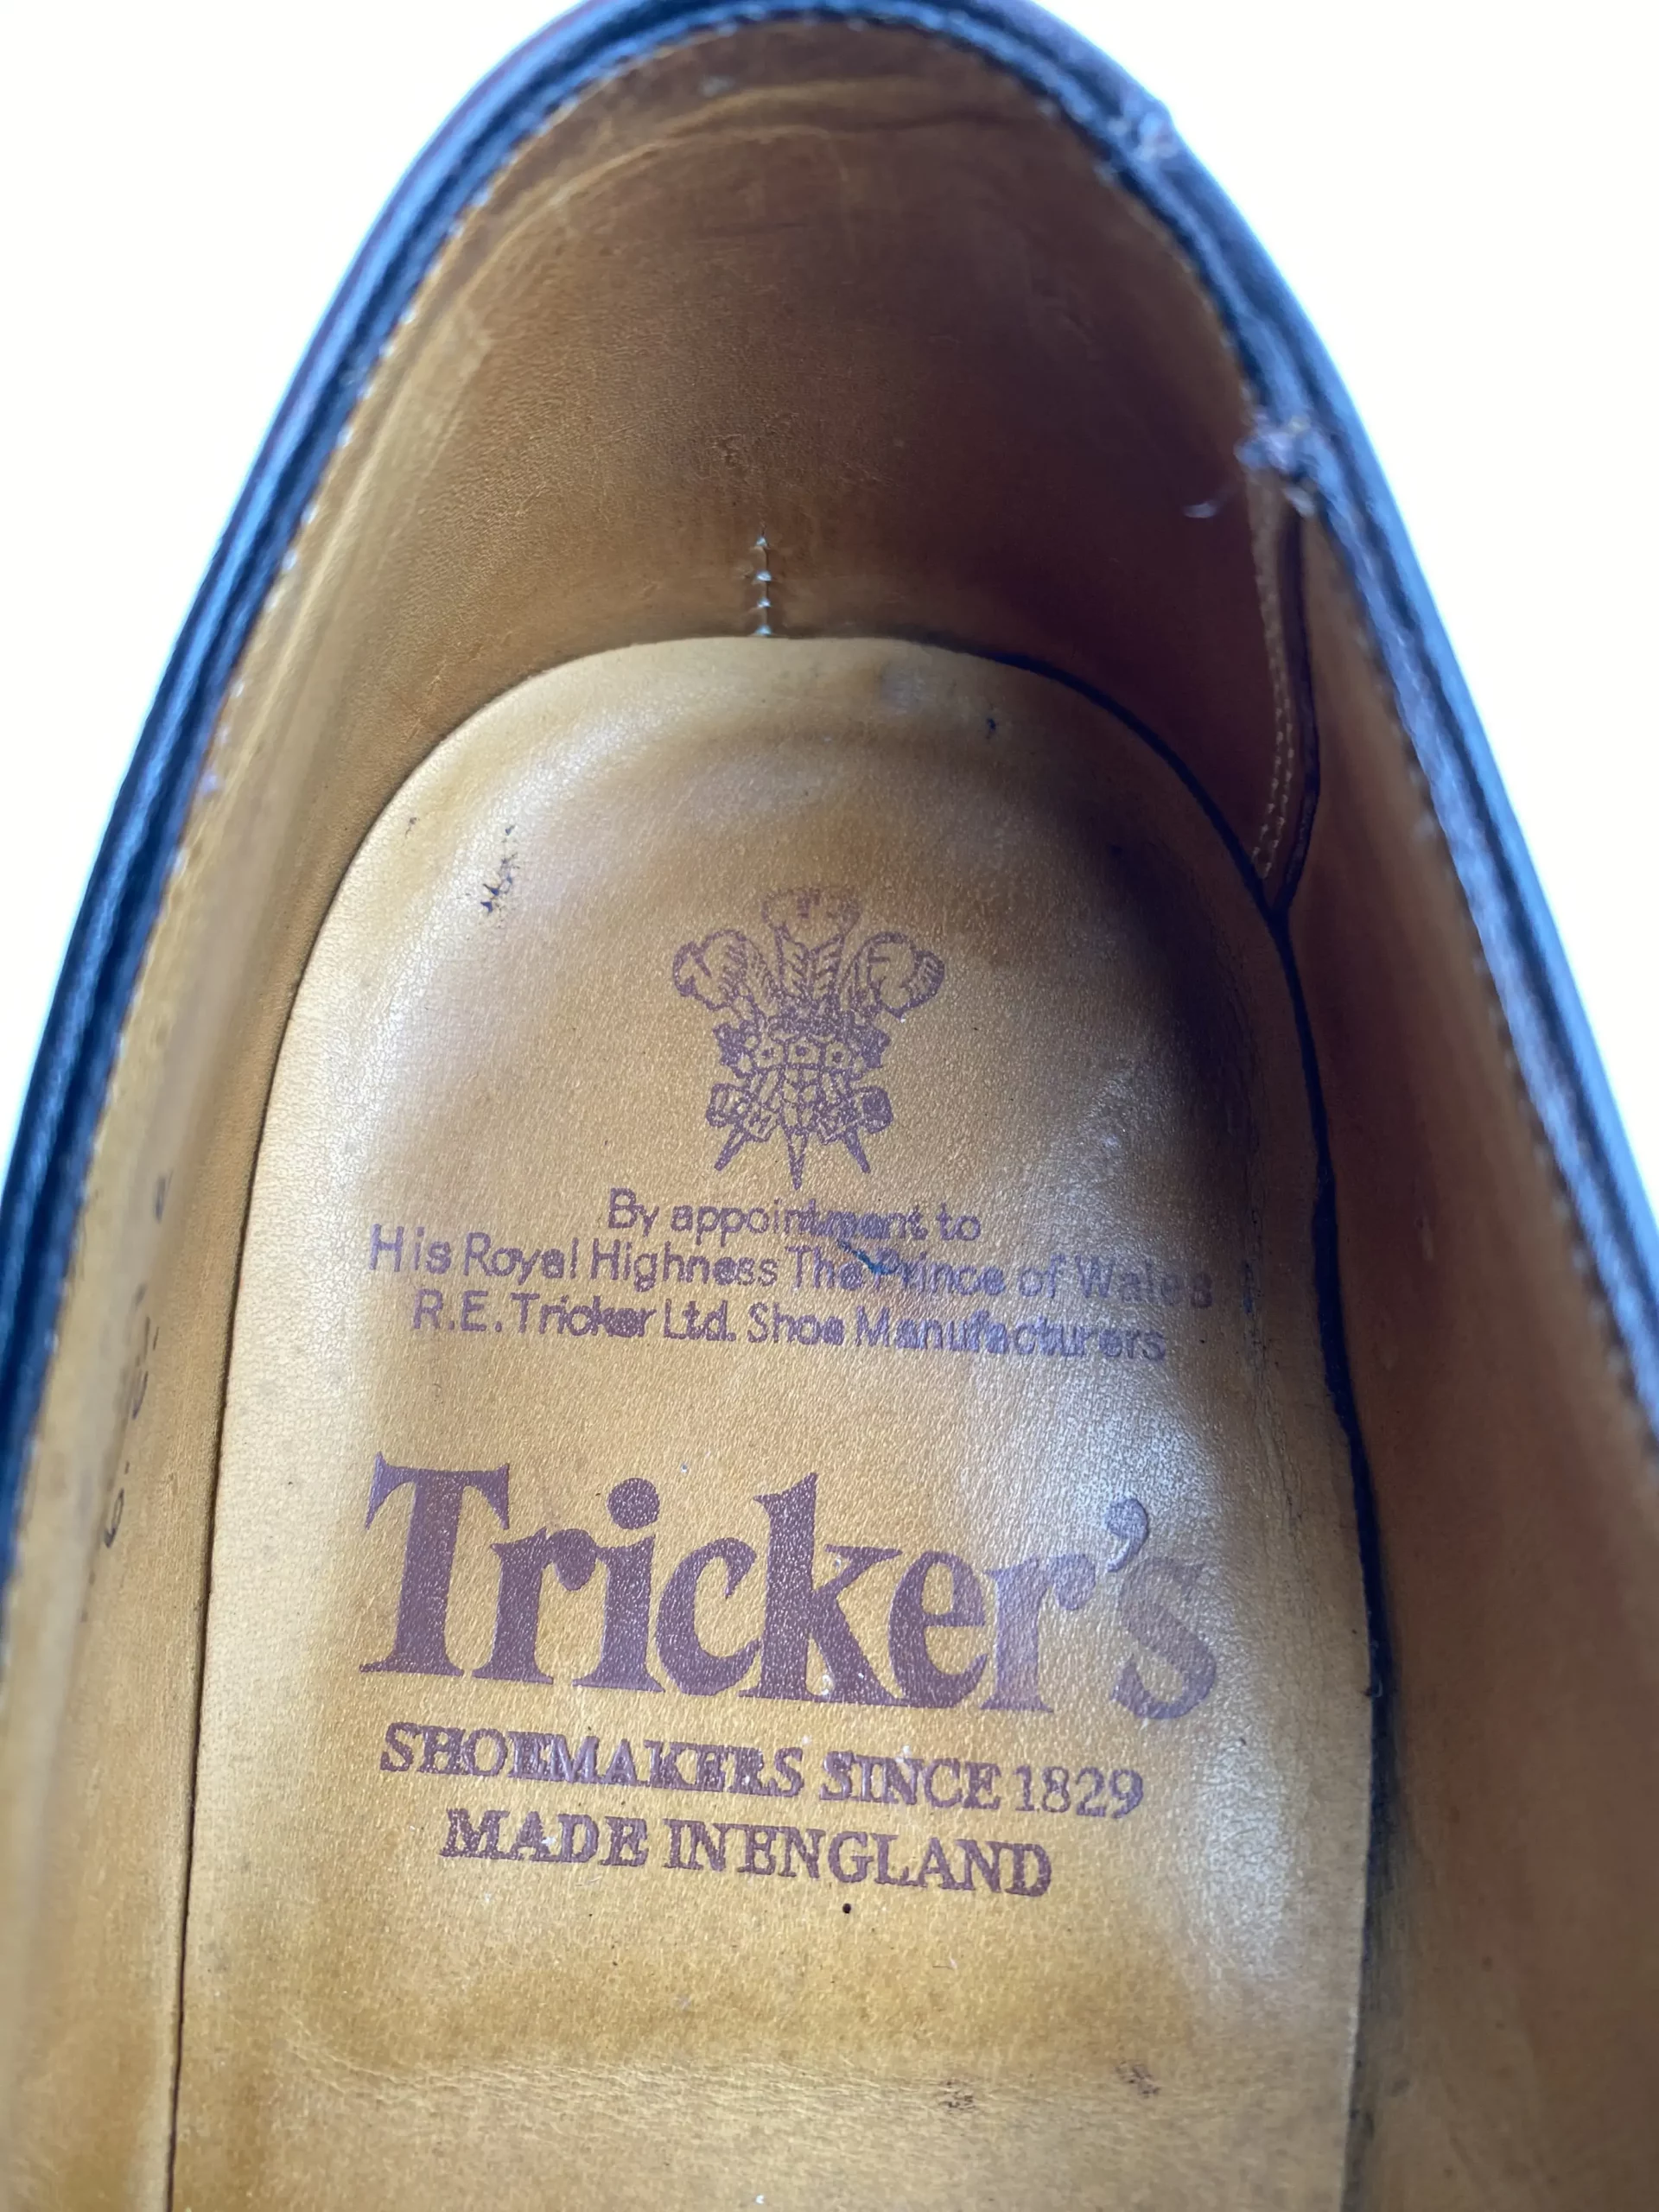 By appointment to
His Royal Highness The Prince of Wales
R.E. Tricker Ltd. Shoe Manufacturers
Tricker's
SHOEMAKERS SINCE 1829
MADE IN ENGLAND